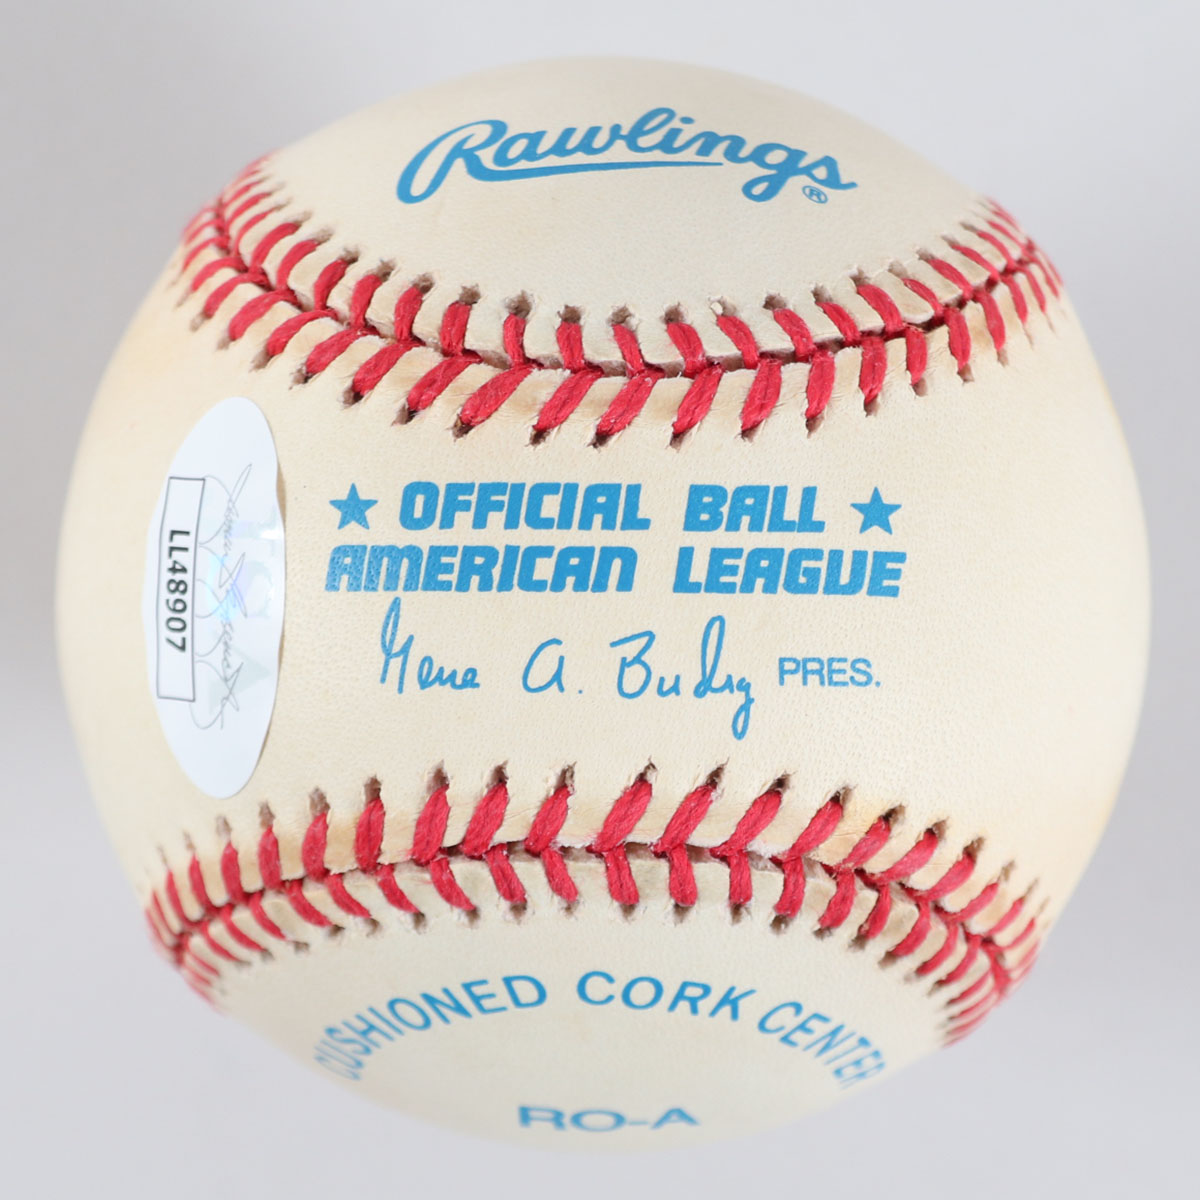 Rawlings®
★ OFFICIAL BALL ★
AMERICAN LEAGUE
Gene A. Budig PRES.
CUSHIONED CORK CENTER
RO-A
LL48907